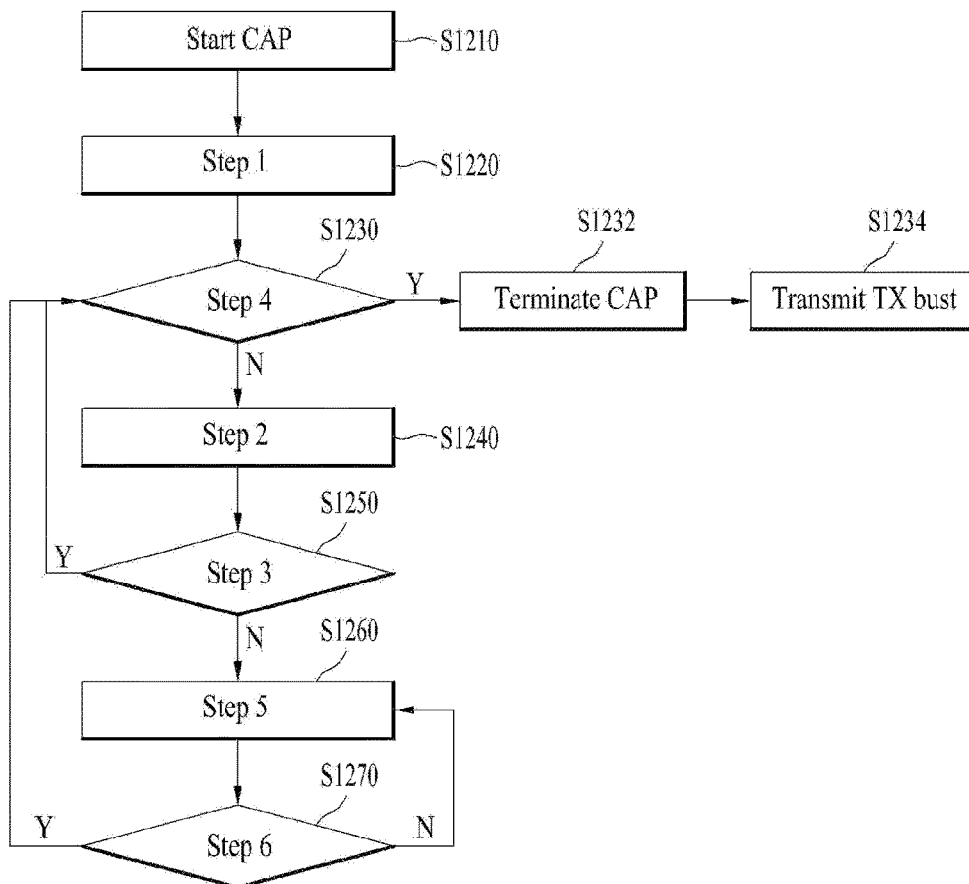 Start CAP
S1210
Step 1
S1220
S1230
S1232
S1234
Step 4
Y
Terminate CAP
Transmit TX bust
N
Step 2
S1240
S1250
Y
Step 3
N
S1260
Step 5
S1270
Y
Step 6
N